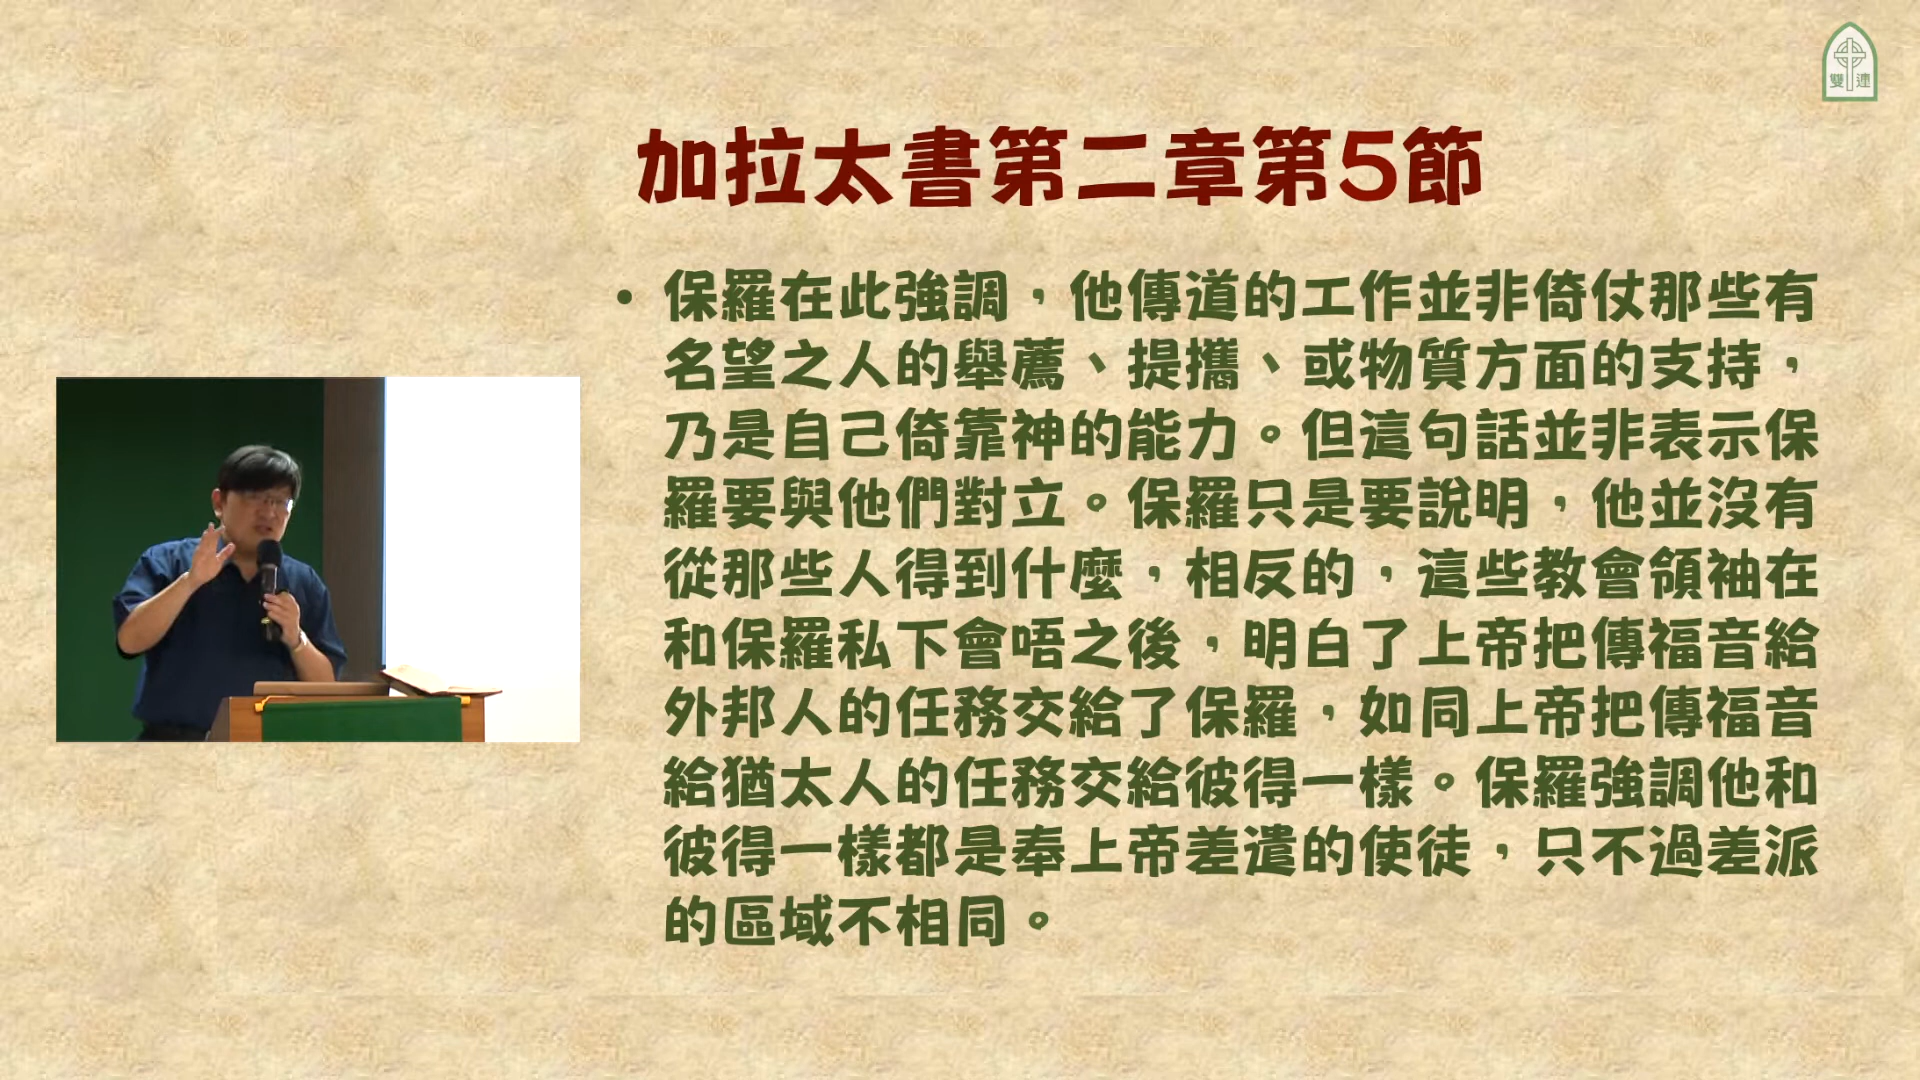 雙連
加拉太書第二章第5節
• 保羅在此強調，他傳道的工作並非倚仗那些有
名望之人的舉薦、提攜、或物質方面的支持，
乃是自己倚靠神的能力。但這句話並非表示保
羅要與他們對立。保羅只是要說明，他並沒有
從那些人得到什麼，相反的，這些教會領袖在
和保羅私下會唔之後，明白了上帝把傳福音給
外邦人的任務交給了保羅，如同上帝把傳福音
給猶太人的任務交給彼得一樣。保羅強調他和
彼得一樣都是奉上帝差遣的使徒，只不過差派
的區域不相同。